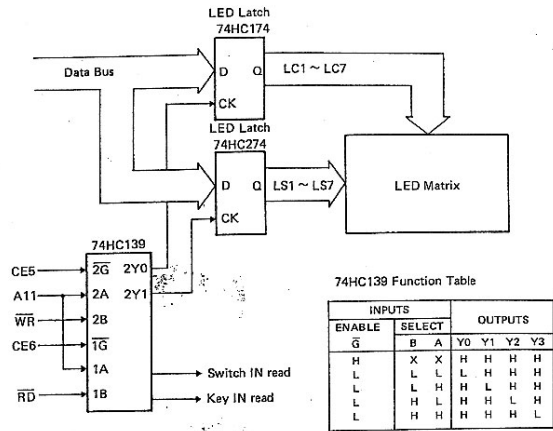 LED Latch
74HC174
Data Bus
D Q
LC1 ~ LC7
CK
LED Latch
74HC274
D Q
LS1 ~ LS7
CK
LED Matrix
74HC139
CE5
2G 2Y0
A11
2A 2Y1
WR
2B
CE6
1G
1A
Switch IN read
RD
1B
Key IN read
74HC139 Function Table
INPUTS OUTPUTS
ENABLE SELECT
G B A Y0 Y1 Y2 Y3
H X X H H H H
L L L L H H H
L L H H L H H
L H L H H L H
L H H H H H L